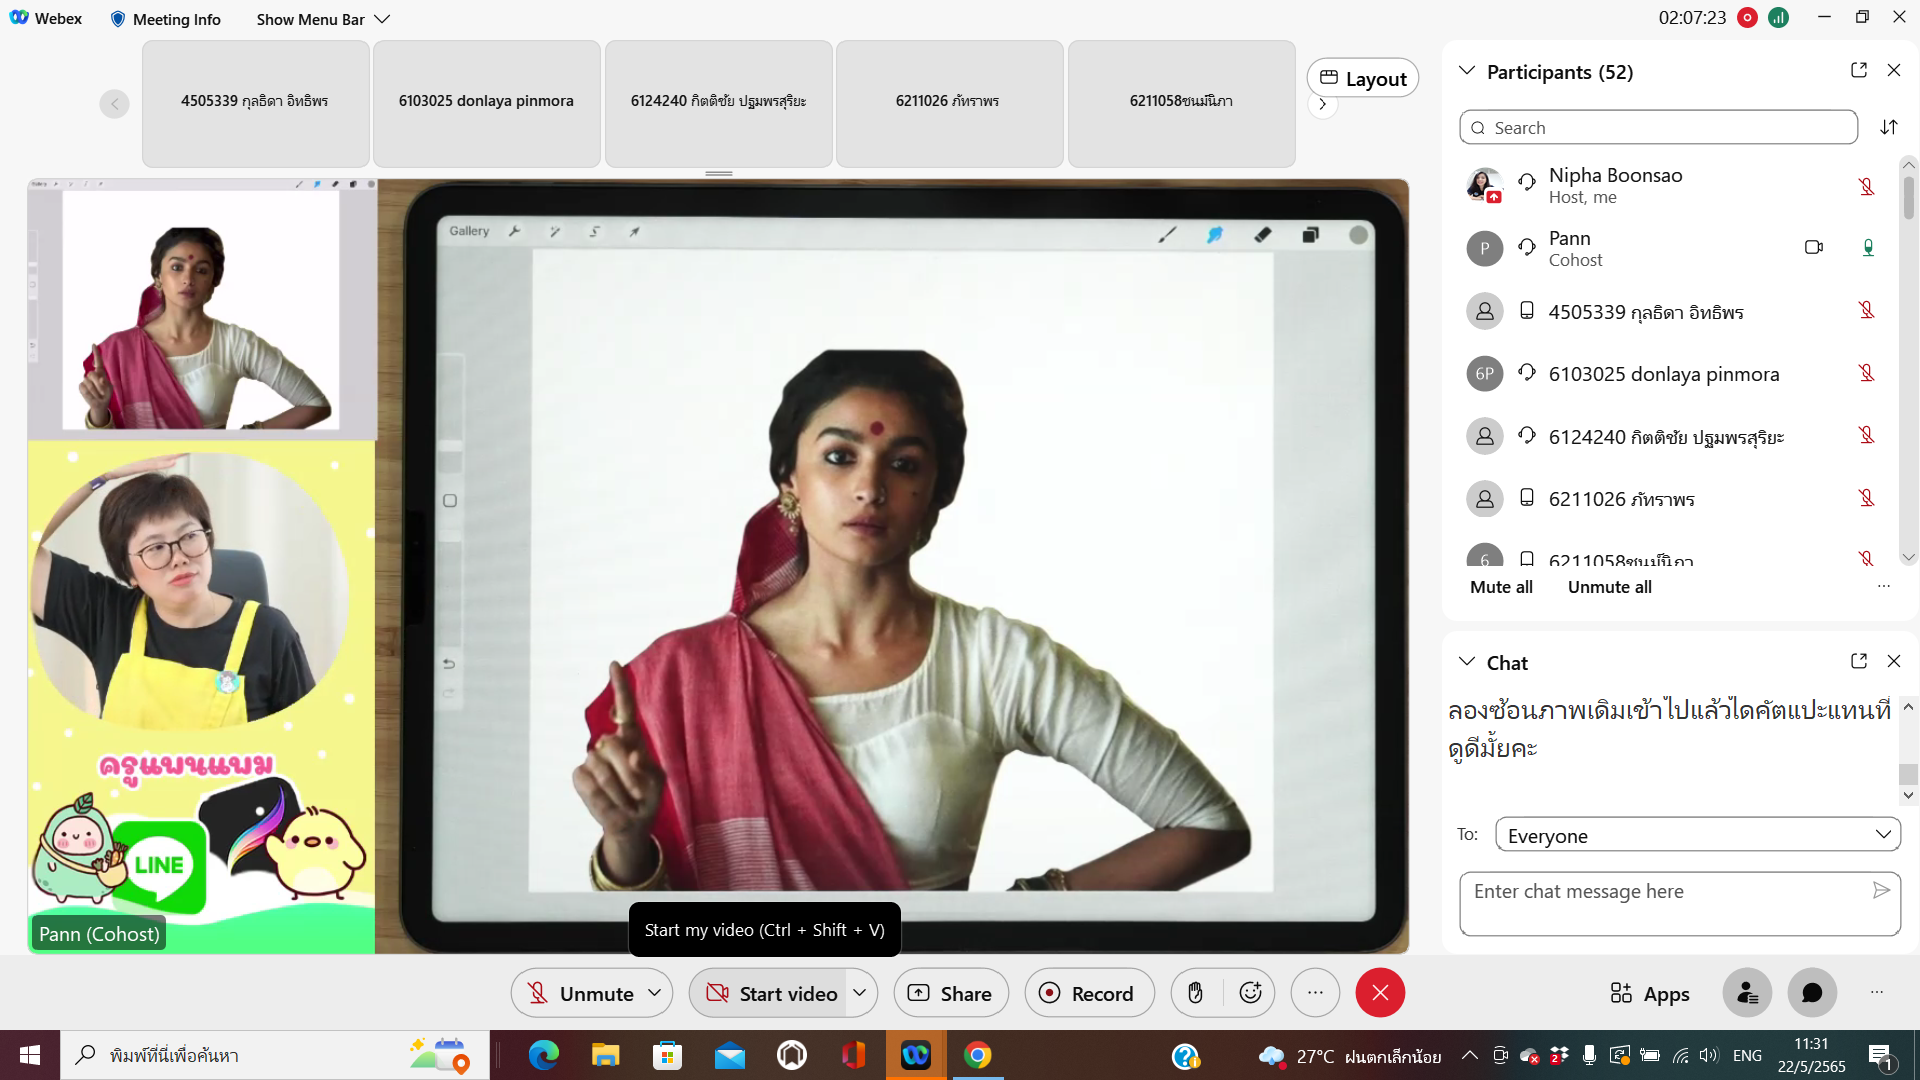 Webex
Meeting Info
Show Menu Bar
02:07:23
4505339 กุลธิดา อิทธิพร
6103025 donlaya pinmora
6124240 กิตติชัย ปฐมพรสุริยะ
6211026 ภัทราพร
6211058ชนม์นิภา
Layout
Participants (52)
Search
Nipha Boonsao
Host, me
P
Pann
Cohost
4505339 กุลธิดา อิทธิพร
6P
6103025 donlaya pinmora
6124240 กิตติชัย ปฐมพรสุริยะ
6211026 ภัทราพร
6
6211058ชนม์นิภา
Mute all
Unmute all
Gallery
Gallery
ครูแพนแพม
LINE
Pann (Cohost)
Chat
ลองซ้อนภาพเดิมเข้าไปแล้วไดคัตแปะแทนที่
ดูดีมั้ยคะ
To:
Everyone
Enter chat message here
Start my video (Ctrl + Shift + V)
Unmute
Start video
Share
Record
Apps
พิมพ์ที่นี่เพื่อค้นหา
27°C ฝนตกเล็กน้อย
2
ENG
11:31
22/5/2565
1